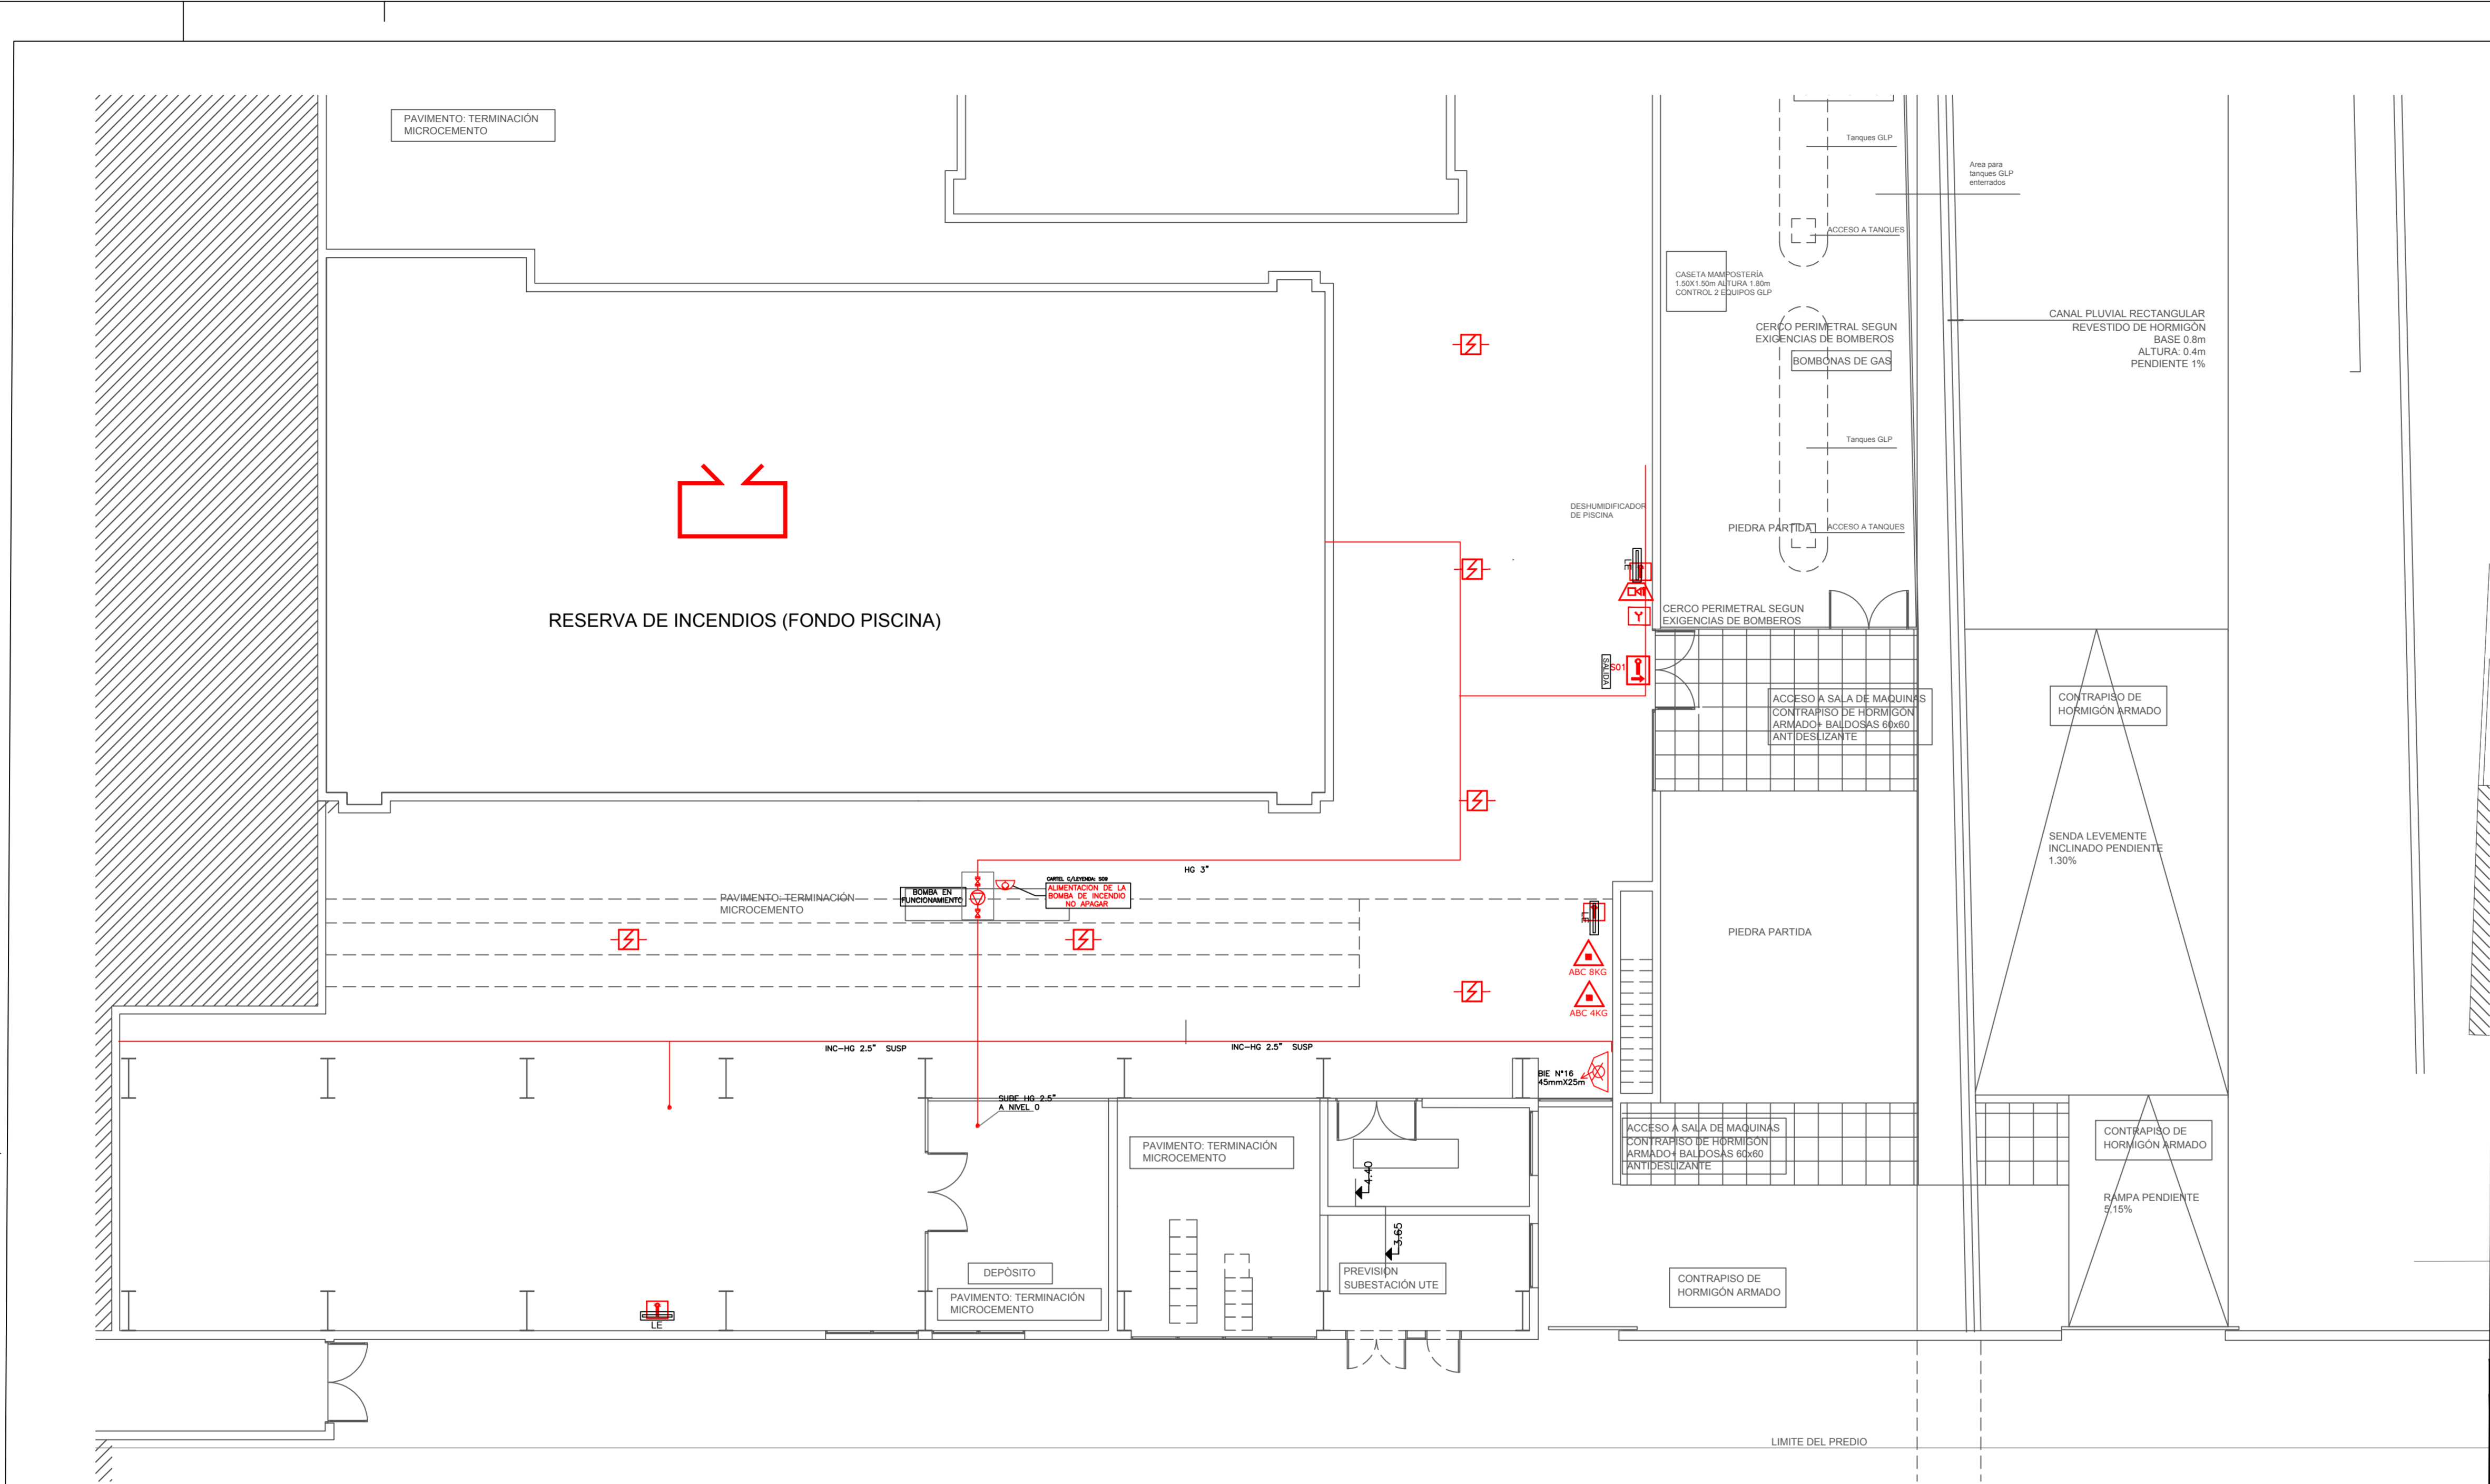 PAVIMENTO: TERMINACIÓN
MICROCEMENTO
Tanques GLP
Area para
tanques GLP
enterrados
ACCESO A TANQUES
CASETA MAMPOSTERÍA
1.50X1.50m ALTURA 1.80m
CONTROL 2 EQUIPOS GLP
CERCO PERIMETRAL SEGUN
EXIGENCIAS DE BOMBEROS
BOMBONAS DE GAS
CANAL PLUVIAL RECTANGULAR
REVESTIDO DE HORMIGÓN
BASE 0.8m
ALTURA: 0.4m
PENDIENTE 1%
Tanques GLP
DESHUMIDIFICADOR
DE PISCINA
PIEDRA PARTIDA
ACCESO A TANQUES
LE
RESERVA DE INCENDIOS (FONDO PISCINA)
Y
CERCO PERIMETRAL SEGUN
EXIGENCIAS DE BOMBEROS
SALIDA
S01
ACCESO A SALA DE MAQUINAS
CONTRAPISO DE HORMIGÓN
ARMADO+ BALDOSAS 60x60
ANTIDESLIZANTE
CONTRAPISO DE
HORMIGÓN ARMADO
SENDA LEVEMENTE
INCLINADO PENDIENTE
1.30%
HG 3"
PAVIMENTO: TERMINACIÓN
MICROCEMENTO
BOMBA EN
FUNCIONAMIENTO
CARTEL C/LEYENDA: S09
ALIMENTACION DE LA
BOMBA DE INCENDIO
NO APAGAR
LE
PIEDRA PARTIDA
ABC 8KG
ABC 4KG
INC-HG 2.5" SUSP
INC-HG 2.5" SUSP
BIE N°16
45mmX25m
SUBE HG 2.5"
A NIVEL 0
PAVIMENTO: TERMINACIÓN
MICROCEMENTO
4.40
ACCESO A SALA DE MAQUINAS
CONTRAPISO DE HORMIGÓN
ARMADO+ BALDOSAS 60x60
ANTIDESLIZANTE
CONTRAPISO DE
HORMIGÓN ARMADO
RAMPA PENDIENTE
5,15%
3.65
DEPÓSITO
PAVIMENTO: TERMINACIÓN
MICROCEMENTO
PREVISIÓN
SUBESTACIÓN UTE
CONTRAPISO DE
HORMIGÓN ARMADO
LE
LIMITE DEL PREDIO